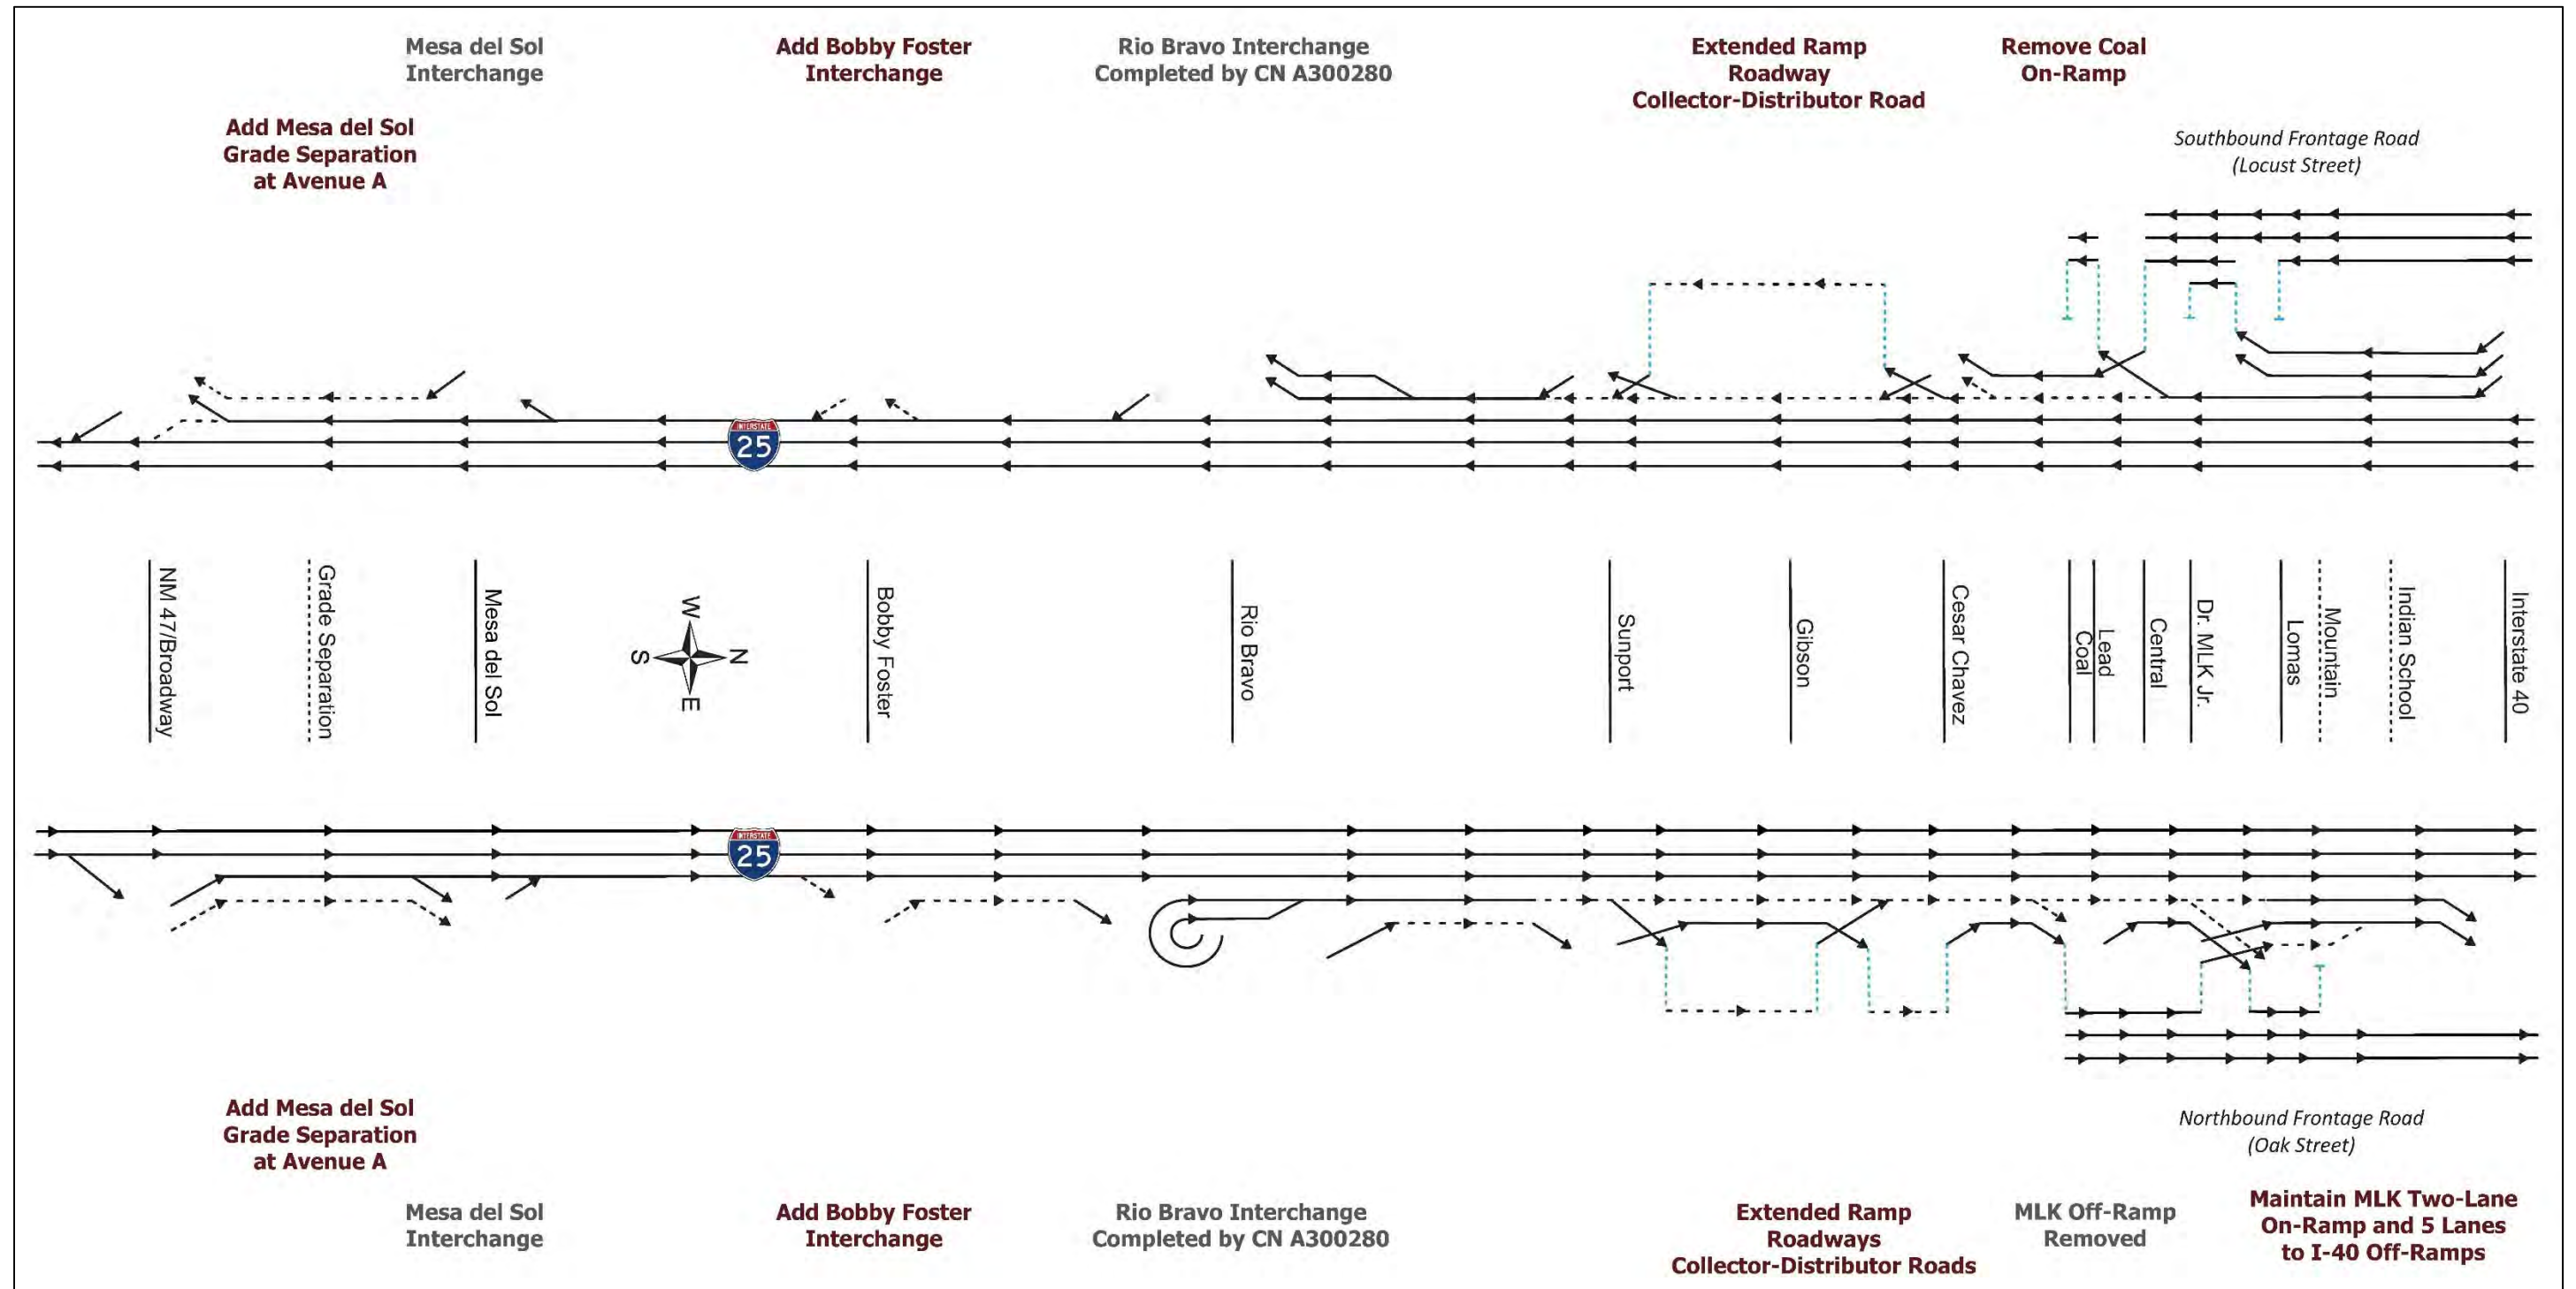 Mesa del Sol
Interchange
Add Bobby Foster
Interchange
Rio Bravo Interchange
Completed by CN A300280
Extended Ramp
Roadway
Collector-Distributor Road
Remove Coal
On-Ramp
Add Mesa del Sol
Grade Separation
at Avenue A
Southbound Frontage Road
(Locust Street)
INTERSTATE
25
NM 47/Broadway
Grade Separation
Mesa del Sol
W
N
S
E
Bobby Foster
Rio Bravo
Sunport
Gibson
Cesar Chavez
Coal
Lead
Central
Dr. MLK Jr.
Lomas
Mountain
Indian School
Interstate 40
INTERSTATE
25
Add Mesa del Sol
Grade Separation
at Avenue A
Northbound Frontage Road
(Oak Street)
Mesa del Sol
Interchange
Add Bobby Foster
Interchange
Rio Bravo Interchange
Completed by CN A300280
Extended Ramp
Roadways
Collector-Distributor Roads
MLK Off-Ramp
Removed
Maintain MLK Two-Lane
On-Ramp and 5 Lanes
to I-40 Off-Ramps